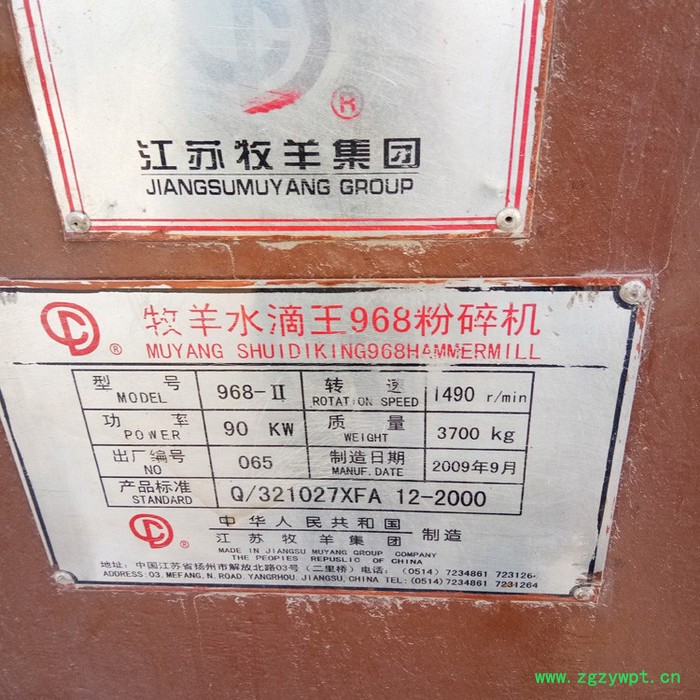 ®
江苏牧羊集团
JIANGSUMUYANG GROUP
牧羊水滴王968粉碎机
®
MUYANG SHUIDIKING968HAMMERMILL
型号 968-II 转速 1490 r/min
MODEL ROTATION SPEED
功率 90 KW 质量 3700 kg
POWER WEIGHT
出厂编号 065 制造日期 2009年9月
NO MANUF.DATE
产品标准 Q/321027XFA 12-2000
STANDARD
®
中华人民共和国
江苏牧羊集团 制造
MADE IN JIANGSU MUYANG GROUP COMPANY
THE PEOPIES REPUSLIC OF CHINA
地址: 中国江苏省扬州市解放北路03号 (二里桥) 电话: (0514) 7234861 7231264
ADDRESS:03.MEFANG.N.ROAD.YANGRHOU.JIANGSU,CHINA TEL:(0514)7234861 7231264
www.zgzywpt.cn